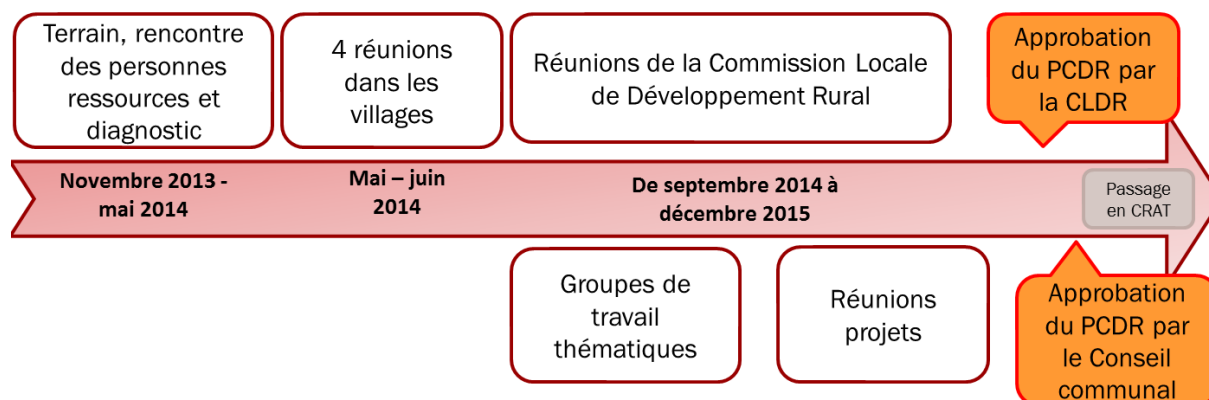 Terrain, rencontre
des personnes
ressources et
diagnostic
4 réunions
dans les
villages
Réunions de la Commission Locale
de Développement Rural
Approbation
du PCDR par
la CLDR
Novembre 2013 -
mai 2014
Mai – juin
2014
De septembre 2014 à
décembre 2015
Passage
en CRAT
Groupes de
travail
thématiques
Réunions
projets
Approbation
du PCDR par
le Conseil
communal